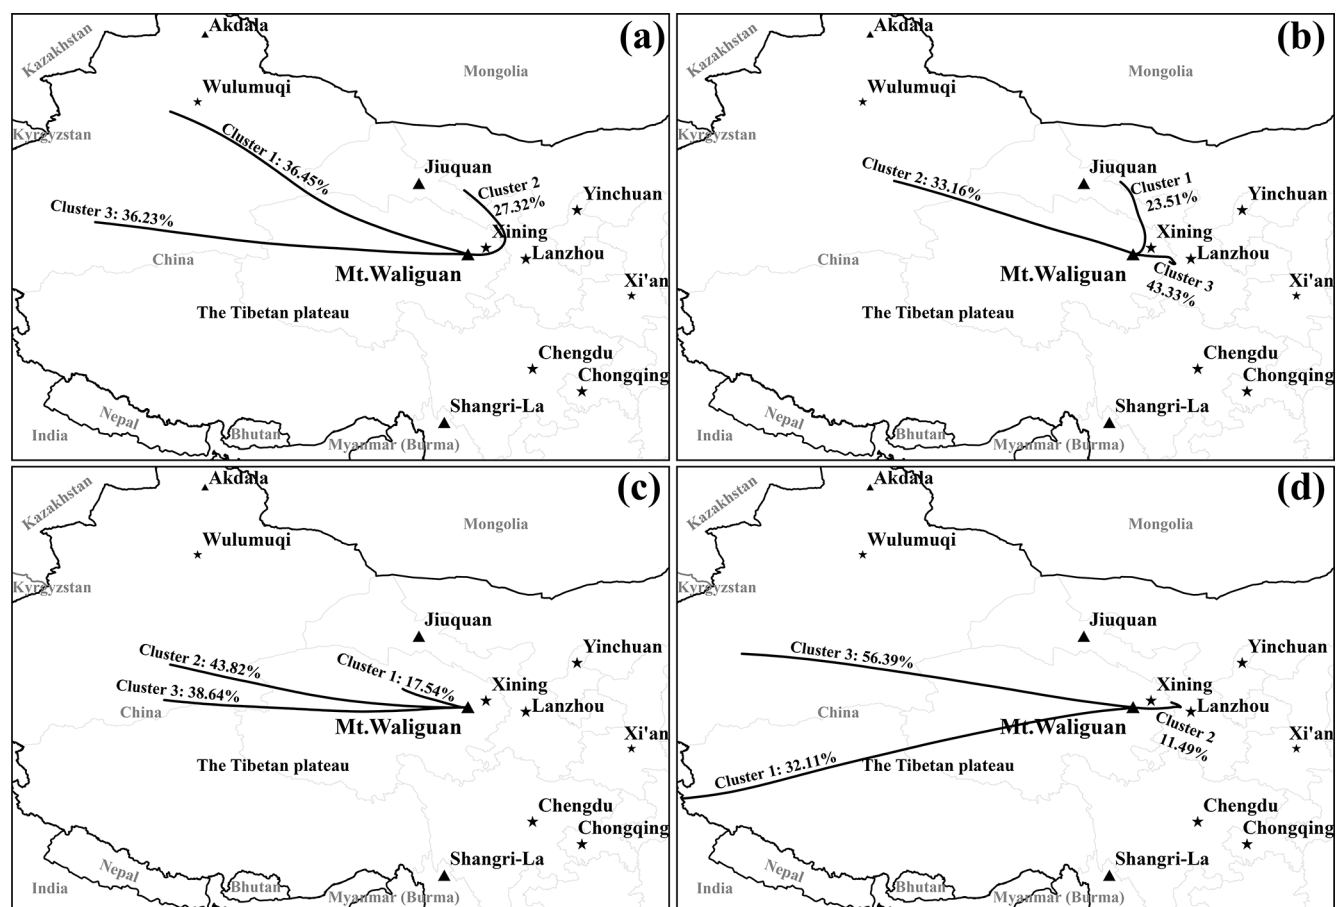 (a)
Akdala
Kazakhstan
Mongolia
Wulumuqi
Kyrgyzstan
Cluster 1: 36.45%
Jiuquan
Cluster 2
27.32%
Yinchuan
Cluster 3: 36.23%
Xining
Lanzhou
China
Mt.Waliguan
Xi'an
The Tibetan plateau
Chengdu
Chongqing
Shangri-La
Nepal
India
Bhutan
Myanmar (Burma)
(b)
Akdala
Kazakhstan
Mongolia
Wulumuqi
Kyrgyzstan
Cluster 2: 33.16%
Jiuquan
Cluster 1
23.51%
Yinchuan
Xining
Lanzhou
China
Mt.Waliguan
Cluster 3
43.33%
Xi'an
The Tibetan plateau
Chengdu
Chongqing
Shangri-La
Nepal
India
Bhutan
Myanmar (Burma)
(c)
Akdala
Kazakhstan
Mongolia
Wulumuqi
Kyrgyzstan
Jiuquan
Yinchuan
Cluster 2: 43.82%
Cluster 1: 17.54%
Cluster 3: 38.64%
Xining
Lanzhou
China
Mt.Waliguan
Xi'an
The Tibetan plateau
Chengdu
Chongqing
Shangri-La
Nepal
India
Bhutan
Myanmar (Burma)
(d)
Akdala
Kazakhstan
Mongolia
Wulumuqi
Kyrgyzstan
Jiuquan
Yinchuan
Cluster 3: 56.39%
Xining
Lanzhou
China
Mt.Waliguan
Cluster 2
11.49%
Xi'an
Cluster 1: 32.11%
The Tibetan plateau
Chengdu
Chongqing
Shangri-La
Nepal
India
Bhutan
Myanmar (Burma)